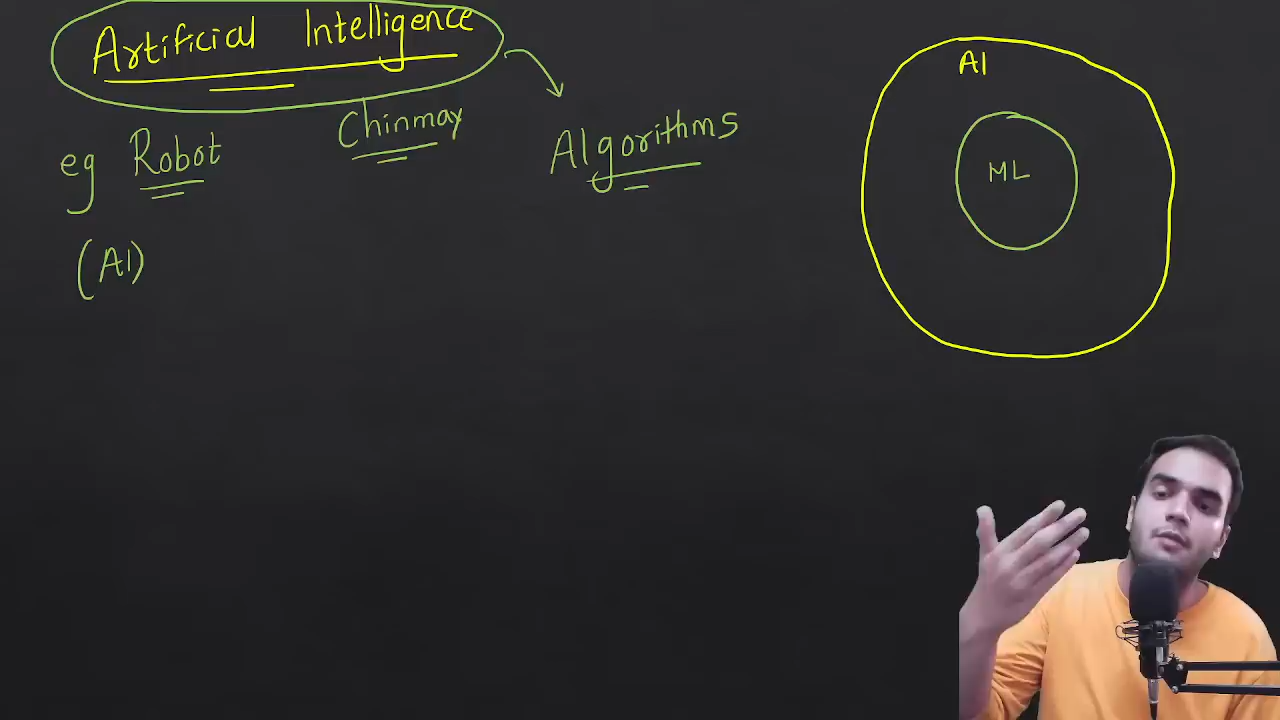 Artificial Intelligence
eg Robot
Chinmay
Algorithms
(AI)
AI
ML